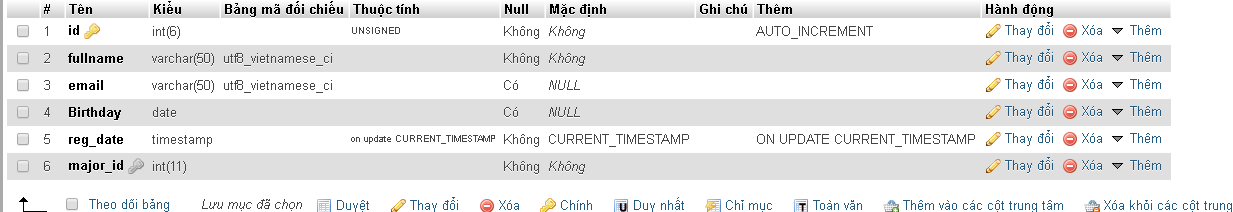 # Tên Kiểu Bảng mã đối chiếu Thuộc tính Null Mặc định Ghi chú Thêm Hành động
1 id int(6) UNSIGNED Không Không AUTO_INCREMENT Thay đổi Xóa Thêm
2 fullname varchar(50) utf8_vietnamese_ci Không Không Thay đổi Xóa Thêm
3 email varchar(50) utf8_vietnamese_ci Có NULL Thay đổi Xóa Thêm
4 Birthday date Có NULL Thay đổi Xóa Thêm
5 reg_date timestamp on update CURRENT_TIMESTAMP Không CURRENT_TIMESTAMP ON UPDATE CURRENT_TIMESTAMP Thay đổi Xóa Thêm
6 major_id int(11) Không Không Thay đổi Xóa Thêm
Theo dõi bảng Lưu mục đã chọn Duyệt Thay đổi Xóa Chính Duy nhất Chỉ mục Toàn văn Thêm vào các cột trung tâm Xóa khỏi các cột trung